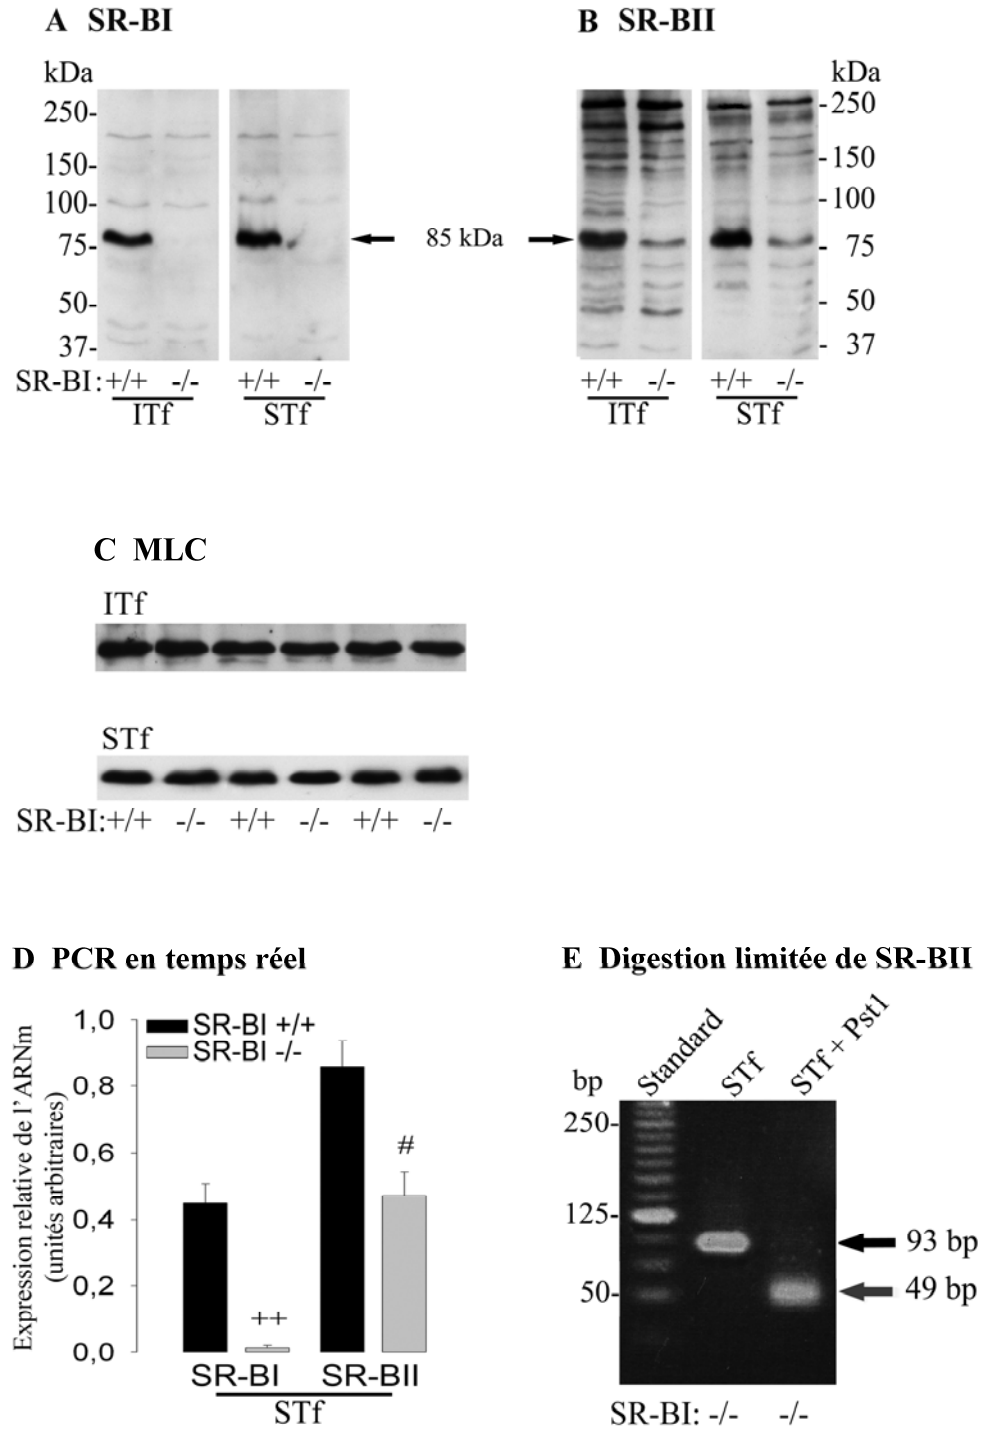 A SR-BI
kDa
250-
150-
100-
75-
50-
37-
SR-BI: +/+ -/- +/+ -/-
ITf STf
85 kDa
B SR-BII
kDa
-250
-150
-100
-75
-50
-37
+/+ -/- +/+ -/-
ITf STf
C MLC
ITf
STf
SR-BI:+/+ -/- +/+ -/- +/+ -/-
D PCR en temps réel
Expression relative de l'ARNm
(unités arbitraires)
1,0
0,8
0,6
0,4
0,2
0,0
SR-BI +/+
SR-BI -/-
++
#
SR-BI SR-BII
STf
E Digestion limitée de SR-BII
bp
Standard
STf
STf + Pst1
250-
125-
50-
93 bp
49 bp
SR-BI: -/- -/-